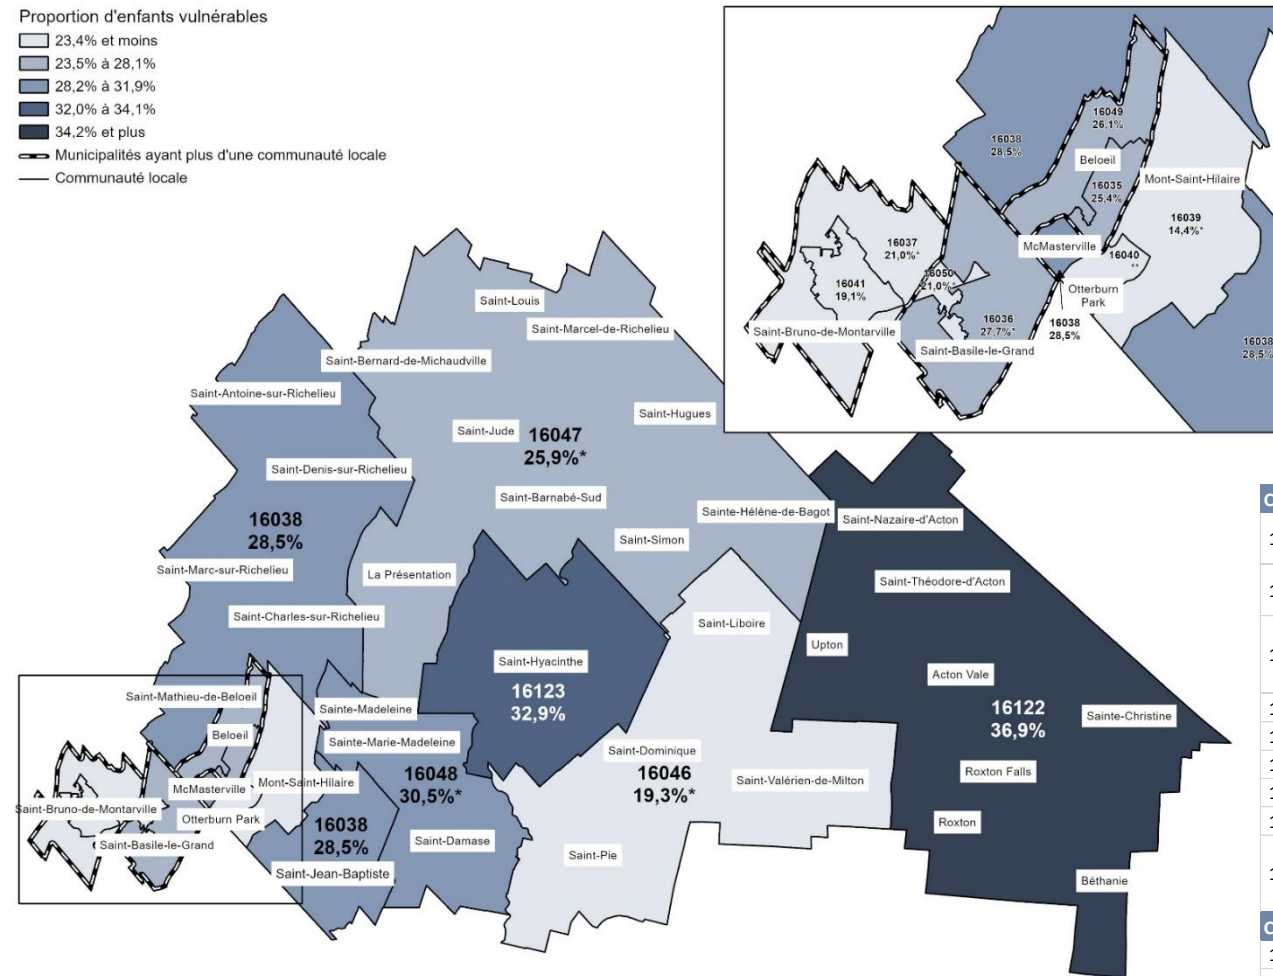 Proportion d'enfants vulnérables
23,4% et moins
23,5% à 28,1%
28,2% à 31,9%
32,0% à 34,1%
34,2% et plus
Municipalités ayant plus d'une communauté locale
Communauté locale
16049
26,1%
16038
28,5%
Beloeil
16035
25,4%
Mont-Saint-Hilaire
16039
14,4%*
16037
21,0%*
McMasterville
16040
**
16050
21,0%*
16041
19,1%
Otterburn
Park
16036
27,7%*
16038
28,5%
Saint-Bruno-de-Montarville
Saint-Basile-le-Grand
16038
28,5%
Saint-Louis
Saint-Marcel-de-Richelieu
Saint-Bernard-de-Michaudville
Saint-Antoine-sur-Richelieu
Saint-Hugues
Saint-Jude
16047
25,9%*
Saint-Denis-sur-Richelieu
Saint-Barnabé-Sud
Sainte-Hélène-de-Bagot
Saint-Nazaire-d'Acton
16038
28,5%
Saint-Simon
Saint-Marc-sur-Richelieu
La Présentation
Saint-Théodore-d'Acton
Saint-Charles-sur-Richelieu
Saint-Liboire
Upton
Saint-Hyacinthe
16123
32,9%
Acton Vale
16122
36,9%
Sainte-Christine
Saint-Mathieu-de-Beloeil
Sainte-Madeleine
Beloeil
Sainte-Marie-Madeleine
Saint-Dominique
16046
19,3%*
Saint-Valérien-de-Milton
Roxton Falls
16048
30,5%*
McMasterville
Mont-Saint-Hilaire
Saint-Bruno-de-Montarville
Otterburn Park
16038
28,5%
Roxton
Saint-Basile-le-Grand
Saint-Damase
Saint-Pie
Saint-Jean-Baptiste
Béthanie